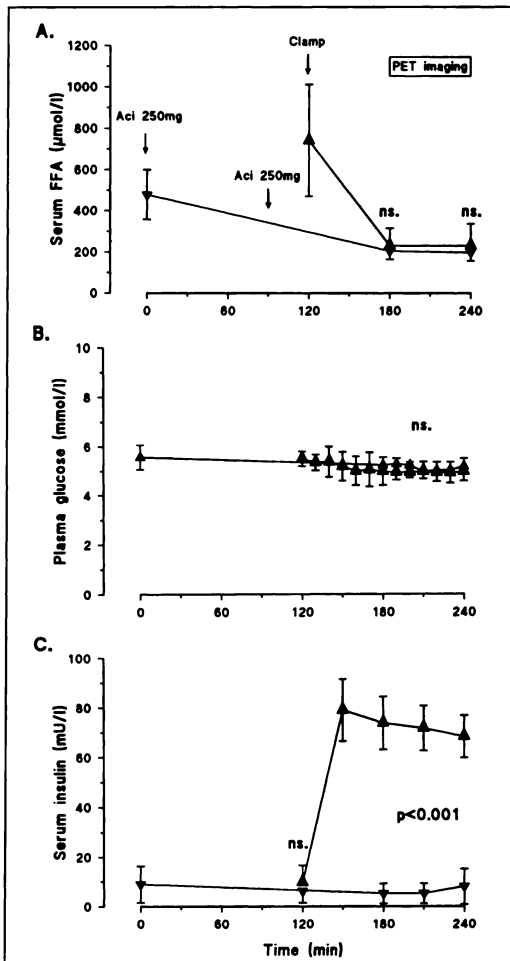 A.
Clamp
PET imaging
Aci 250mg
Aci 250mg
ns.
ns.
Serum FFA (μmol/l)
1200
1000
800
600
400
200
0
0 60 120 180 240
B.
ns.
Plasma glucose (mmol/l)
10
8
6
4
2
0
0 60 120 180 240
C.
ns.
p<0.001
Serum insulin (mU/l)
100
80
60
40
20
0
0 60 120 180 240
Time (min)